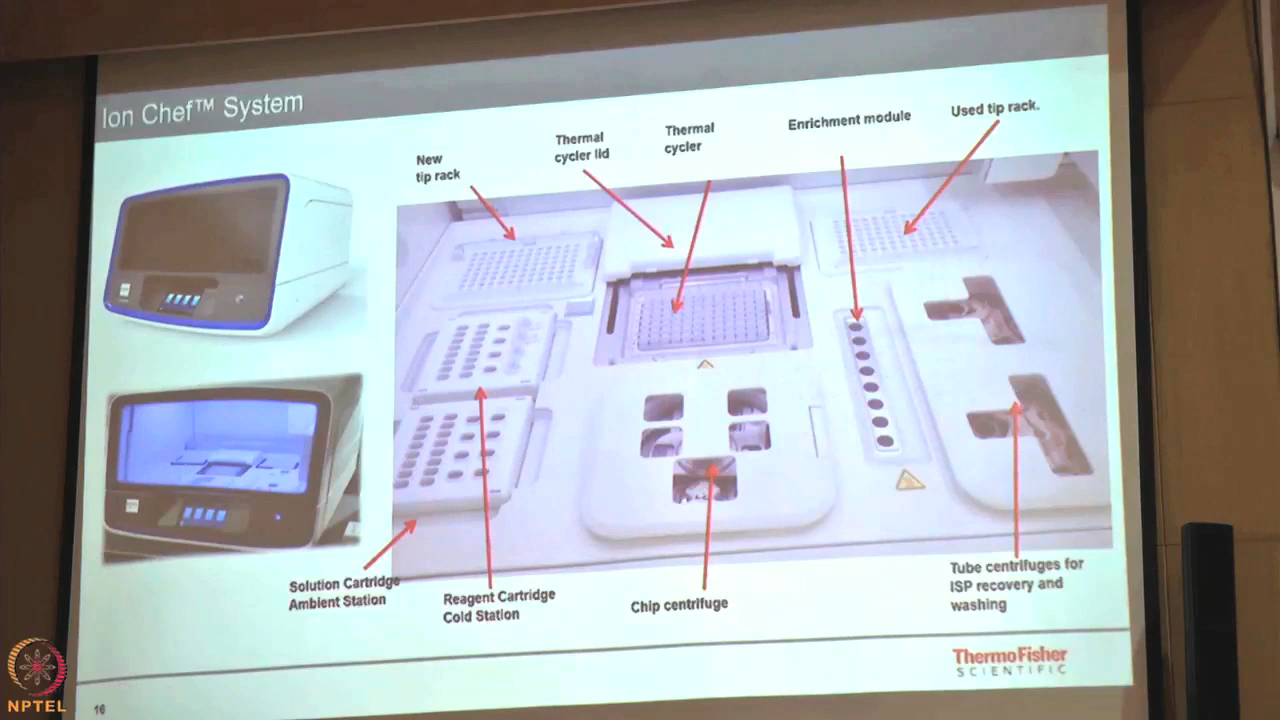 Ion Chef™ System
New
tip rack
Thermal
cycler lid
Thermal
cycler
Enrichment module
Used tip rack.
Solution Cartridge
Ambient Station
Reagent Cartridge
Cold Station
Chip centrifuge
Tube centrifuges for
ISP recovery and
washing
ThermoFisher
SCIENTIFIC
16
NPTEL